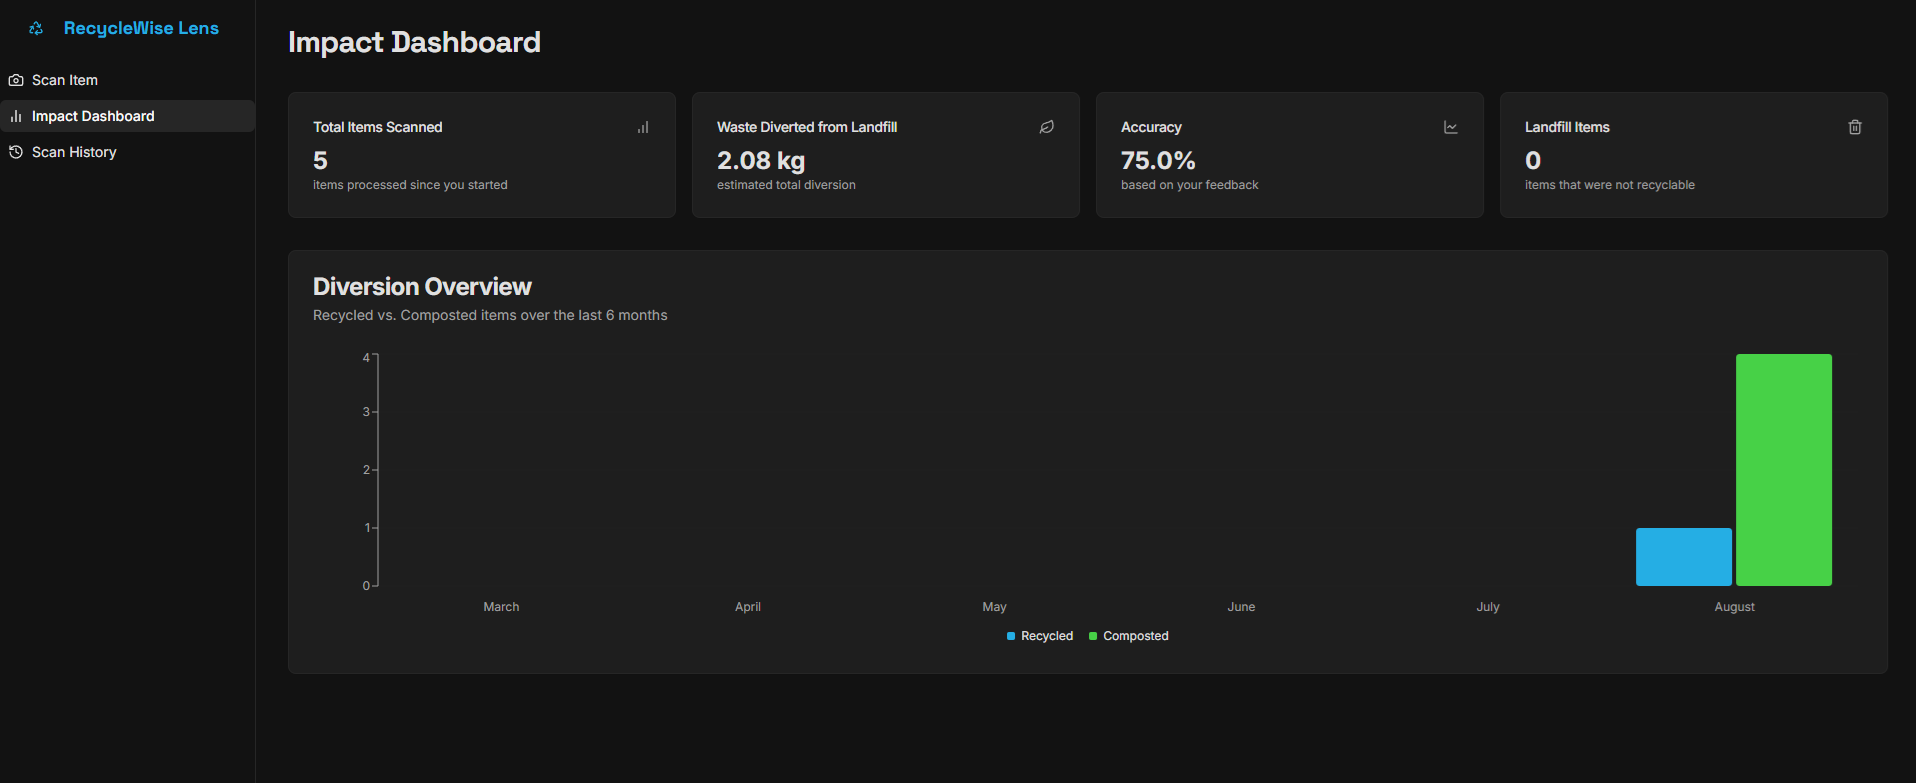 RecycleWise Lens
Scan Item
Impact Dashboard
Scan History
Impact Dashboard
Total Items Scanned
5
items processed since you started
Waste Diverted from Landfill
2.08 kg
estimated total diversion
Accuracy
75.0%
based on your feedback
Landfill Items
0
items that were not recyclable
Diversion Overview
Recycled vs. Composted items over the last 6 months
4
3
2
1
0
March April May June July August
Recycled Composted